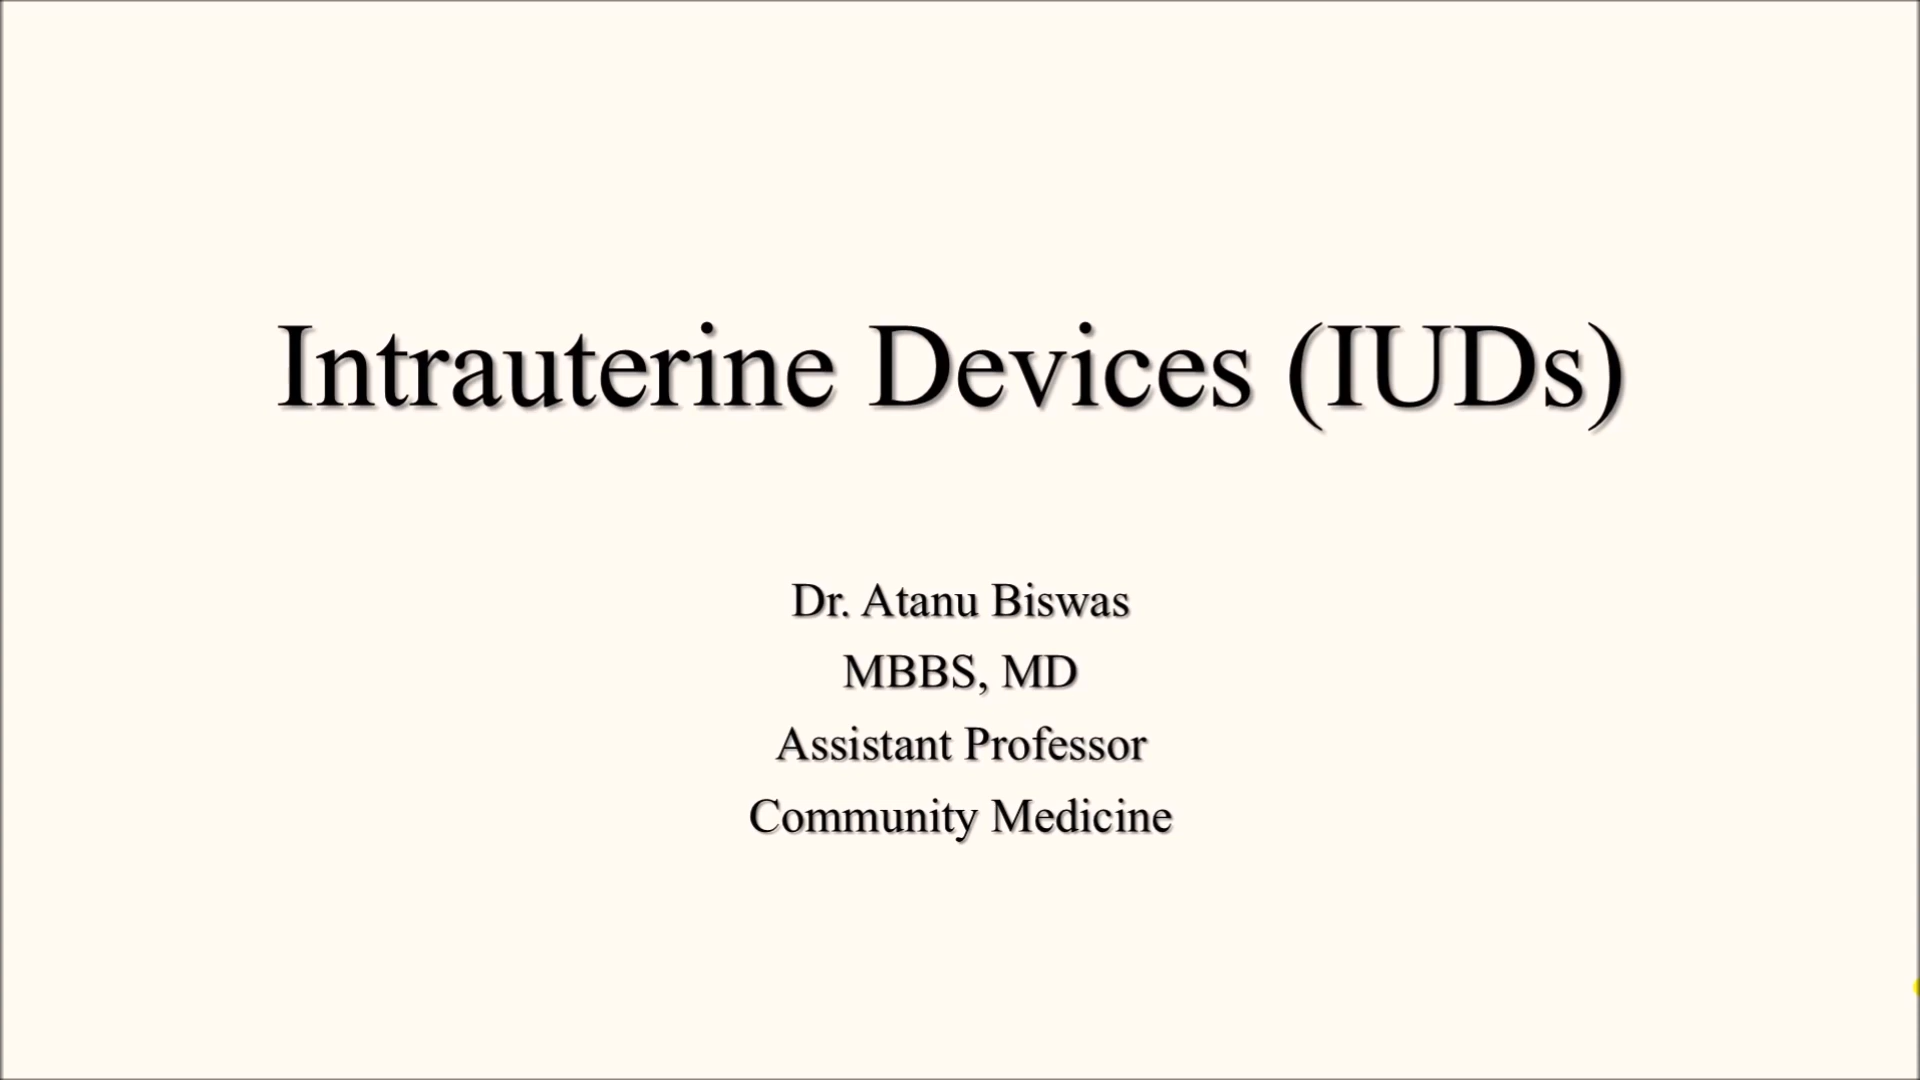 Intrauterine Devices (IUDs)
Dr. Atanu Biswas
MBBS, MD
Assistant Professor
Community Medicine